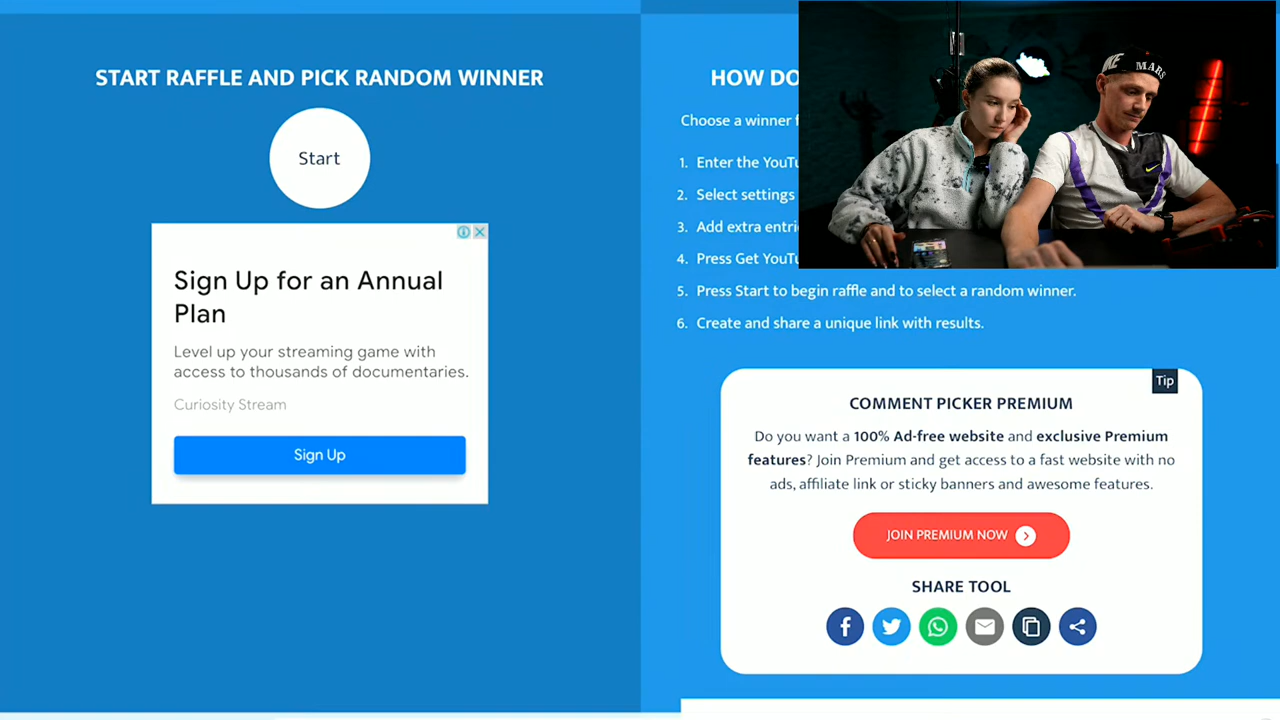 START RAFFLE AND PICK RANDOM WINNER
Start
Sign Up for an Annual
Plan
Level up your streaming game with
access to thousands of documentaries.
Curiosity Stream
Sign Up
HOW DO
Choose a winner f
1. Enter the YouTu
2. Select settings
3. Add extra entri
4. Press Get YouTu
5. Press Start to begin raffle and to select a random winner.
6. Create and share a unique link with results.
Tip
COMMENT PICKER PREMIUM
Do you want a 100% Ad-free website and exclusive Premium
features? Join Premium and get access to a fast website with no
ads, affiliate link or sticky banners and awesome features.
JOIN PREMIUM NOW
SHARE TOOL
NIKE
MARS